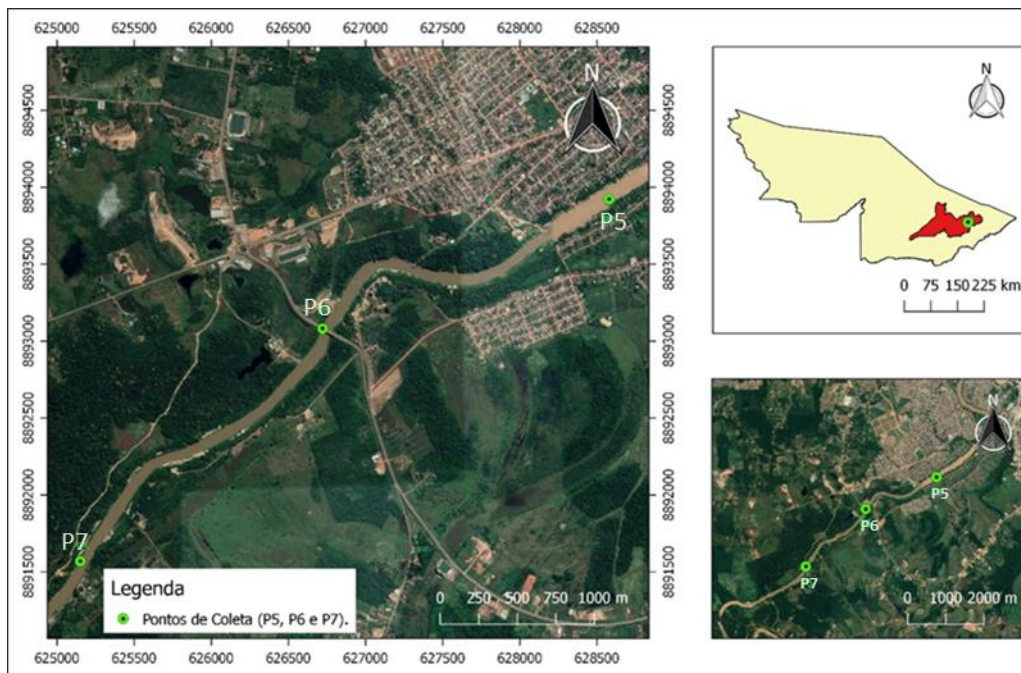 625000 625500 626000 626500 627000 627500 628000 628500
8894500
8894000
8893500
8893000
8892500
8892000
8891500
N
P5
P6
P7
Legenda
Pontos de Coleta (P5, P6 e P7).
0 250 500 750 1000 m
8894500
8894000
8893500
8893000
8892500
8892000
8891500
625000 625500 626000 626500 627000 627500 628000 628500
N
0 75 150 225 km
N
P5
P6
P7
0 1000 2000 m